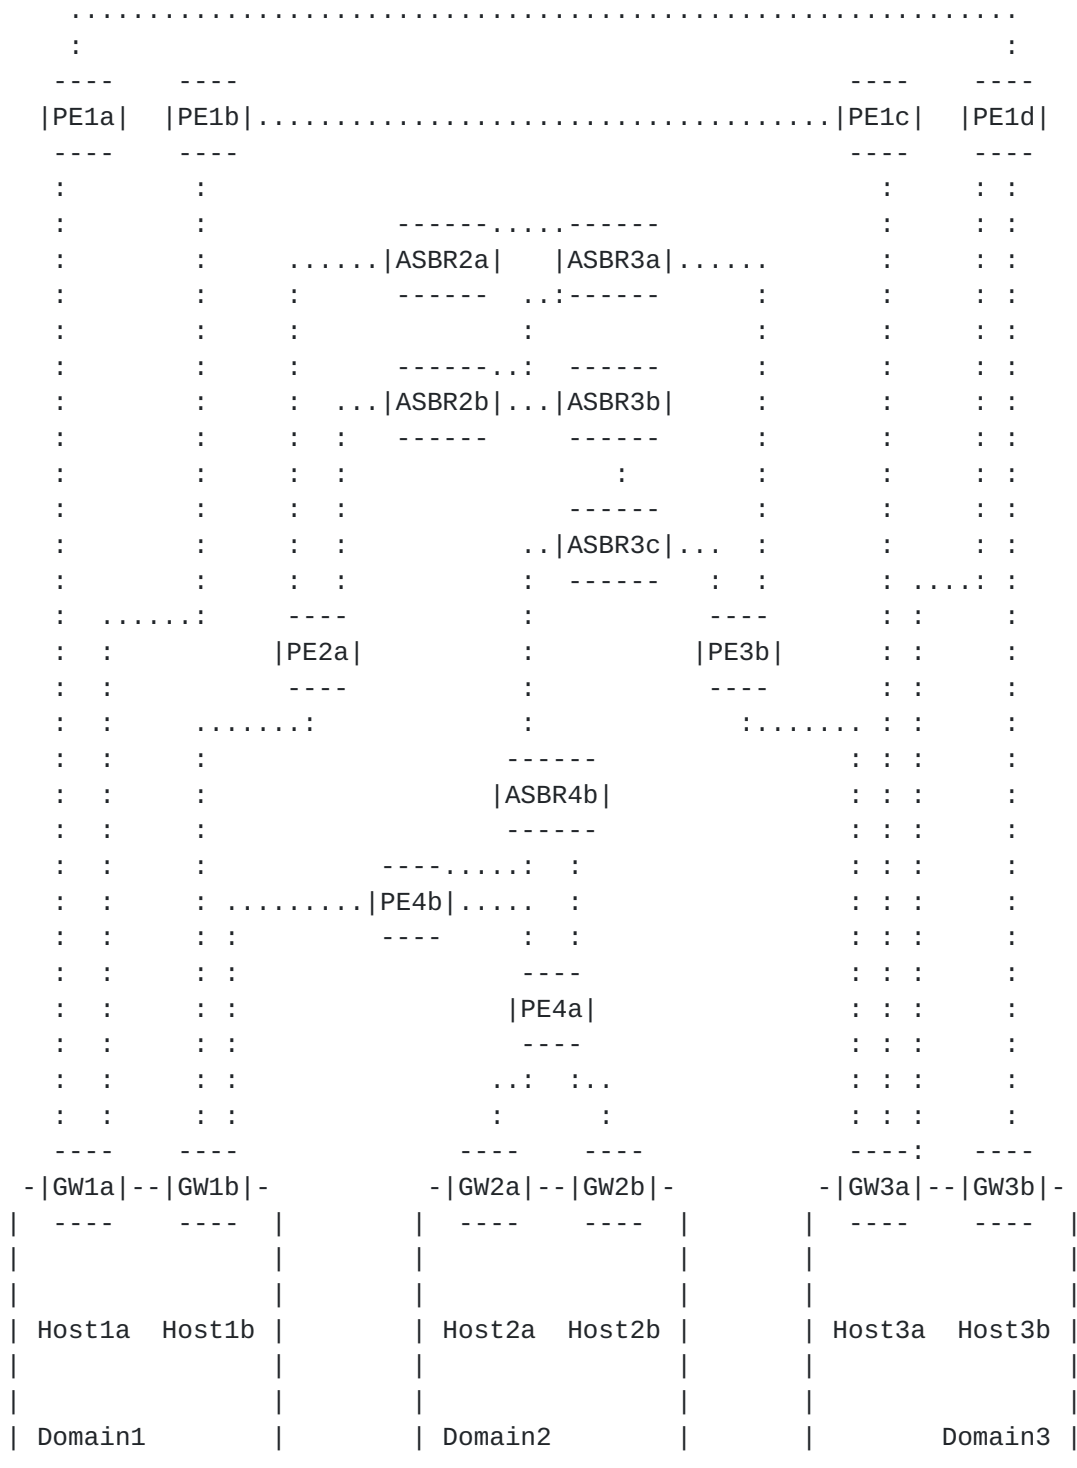 .............................................................
:                                                            :
 ----    ----                                       ----    ----
|PE1a|  |PE1b|.....................................|PE1c|  |PE1d|
 ----    ----                                       ----    ----
 :        :                                           :     : :
 :        :            ------.....------              :     : :
 :        :     ......|ASBR2a|   |ASBR3a|......       :     : :
 :        :     :      ------  ..:------      :       :     : :
 :        :     :              :              :       :     : :
 :        :     :      ------..:  ------      :       :     : :
 :        :     :  ...|ASBR2b|...|ASBR3b|     :       :     : :
 :        :     :  :   ------     ------      :       :     : :
 :        :     :  :                 :        :       :     : :
 :        :     :  :              ------      :       :     : :
 :        :     :  :           ..|ASBR3c|...  :       :     : :
 :        :     :  :           :  ------   :  :       : ....: :
 :  ......:     ----           :           ----       : :     :
 :  :          |PE2a|          :          |PE3b|      : :     :
 :  :           ----           :           ----       : :     :
 :  :     .......:             :             :....... : :     :
 :  :     :                   ------                : : :     :
 :  :     :                  |ASBR4b|               : : :     :
 :  :     :                   ------                : : :     :
 :  :     :           ----.....:  :                 : : :     :
 :  :     : .........|PE4b|.....  :                 : : :     :
 :  :     : :         ----     :  :                 : : :     :
 :  :     : :                  ----                 : : :     :
 :  :     : :                 |PE4a|                : : :     :
 :  :     : :                  ----                 : : :     :
 :  :     : :                ..:  :..               : : :     :
 :  :     : :                :      :               : : :     :
 ----    ----              ----    ----               ----:   ----
-|GW1a|--|GW1b|-          -|GW2a|--|GW2b|-         -|GW3a|--|GW3b|-
|  ----    ----  |        |  ----    ----  |       |  ----    ----  |
|                |        |                |       |                |
|                |        |                |       |                |
| Host1a  Host1b |        | Host2a  Host2b |       | Host3a  Host3b |
|                |        |                |       |                |
|                |        |                |       |                |
| Domain1        |        | Domain2        |       |        Domain3 |